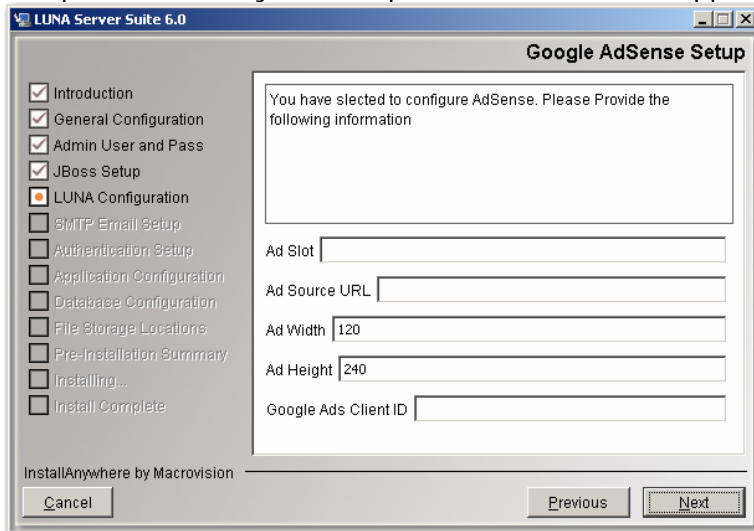 LUNA Server Suite 6.0
Google AdSense Setup
Introduction
General Configuration
Admin User and Pass
JBoss Setup
LUNA Configuration
SMTP Email Setup
Authentication Setup
Application Configuration
Database Configuration
File Storage Locations
Pre-Installation Summary
Installing...
Install Complete
You have slected to configure AdSense. Please Provide the
following information
Ad Slot
Ad Source URL
Ad Width 120
Ad Height 240
Google Ads Client ID
InstallAnywhere by Macrovision
Cancel
Previous
Next